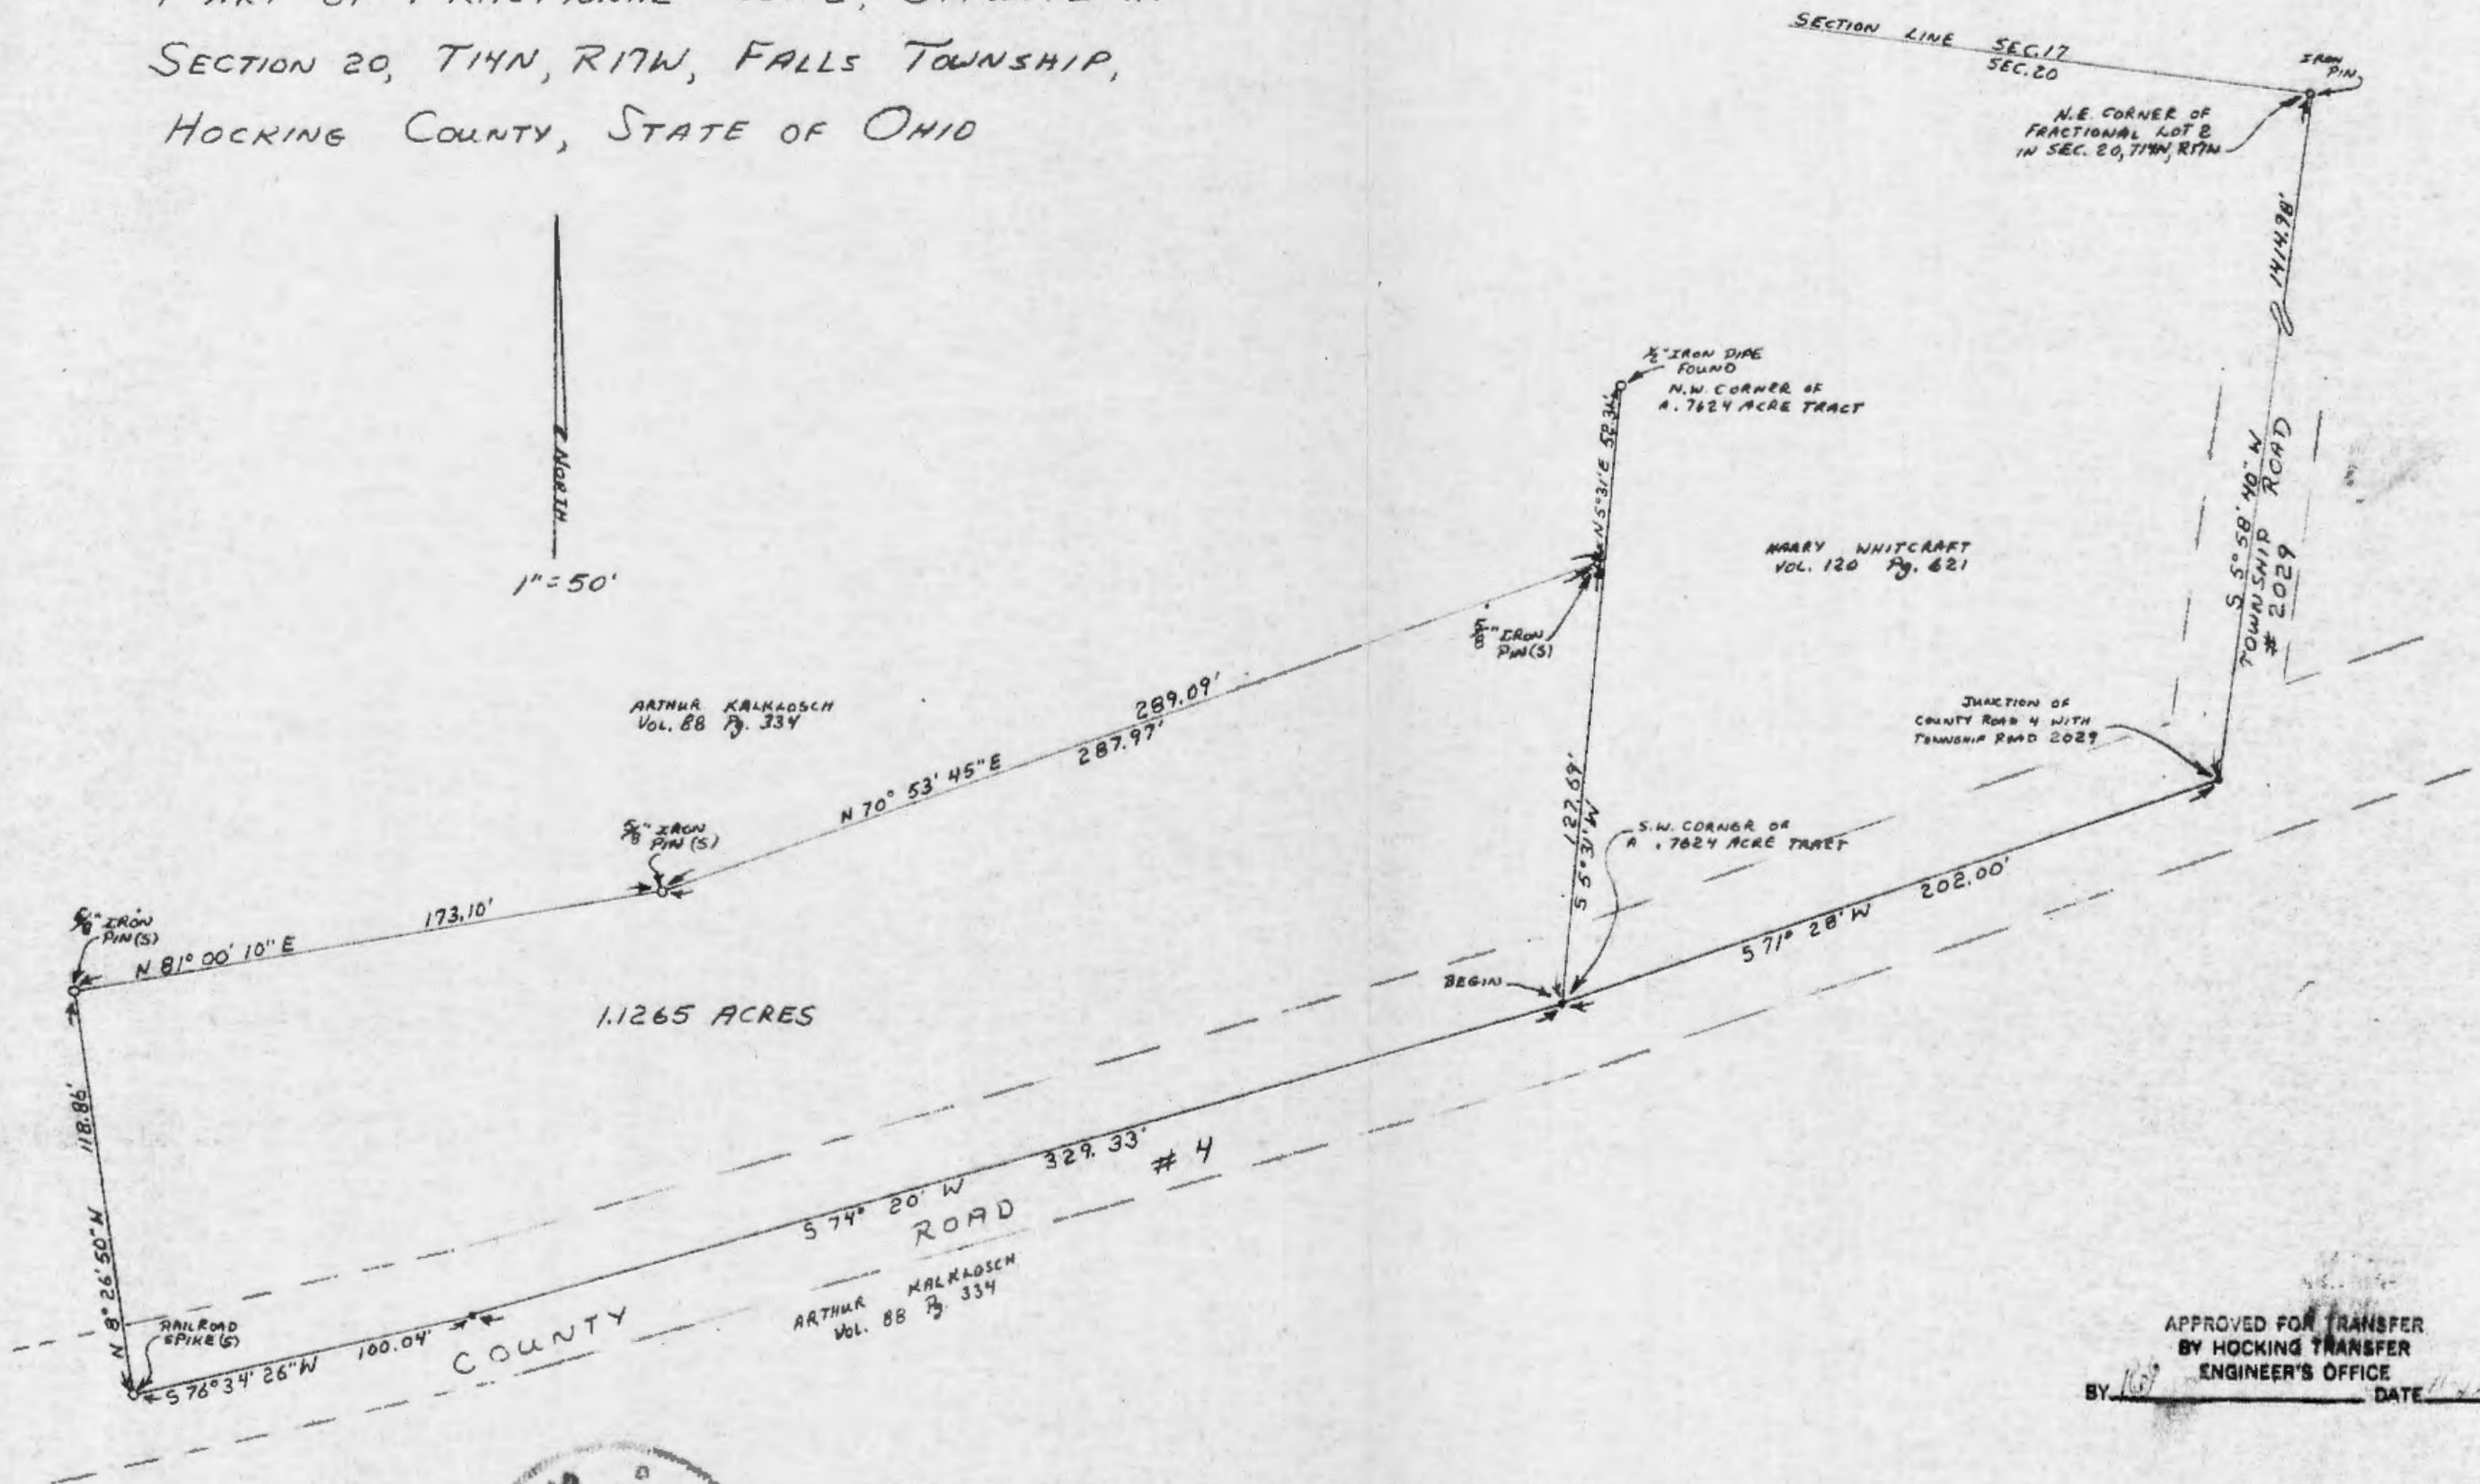 SECTION 20, T14N, R17W, FALLS TOWNSHIP,
HOCKING COUNTY, STATE OF OHIO
SECTION LINE SEC. 17
SEC. 20
IRON
PIN
N.E. CORNER OF
FRACTIONAL LOT 2
IN SEC. 20, T14N, R17W
1414.98'
S 5° 58' 40" W
TOWNSHIP ROAD
# 2029
NORTH
1" = 50'
½" IRON PIPE
FOUND
N.W. CORNER OF
A .7624 ACRE TRACT
N 5° 31' E 52.31'
HARRY WHITCRAFT
VOL. 120 Pg. 621
5/8" IRON
PIN(S)
ARTHUR KALKLOSCH
VOL. 88 Pg. 334
289.09'
287.97'
N 70° 53' 45" E
JUNCTION OF
COUNTY ROAD 4 WITH
TOWNSHIP ROAD 2029
127.69'
S 5° 31' W
S.W. CORNER OF
A .7624 ACRE TRACT
5/8" IRON
PIN(S)
202.00'
S 71° 28' W
5/8" IRON
PIN(S)
173.10'
N 81° 00' 10" E
BEGIN
1.1265 ACRES
118.86'
N 8° 26' 50" W
329.33'
# 4
S 74° 20' W
ROAD
COUNTY
ARTHUR KALKLOSCH
VOL. 88 Pg. 334
RAILROAD
SPIKE(S)
100.04'
S 76° 34' 26" W
APPROVED FOR TRANSFER
BY HOCKING TRANSFER
ENGINEER'S OFFICE
BY DATE